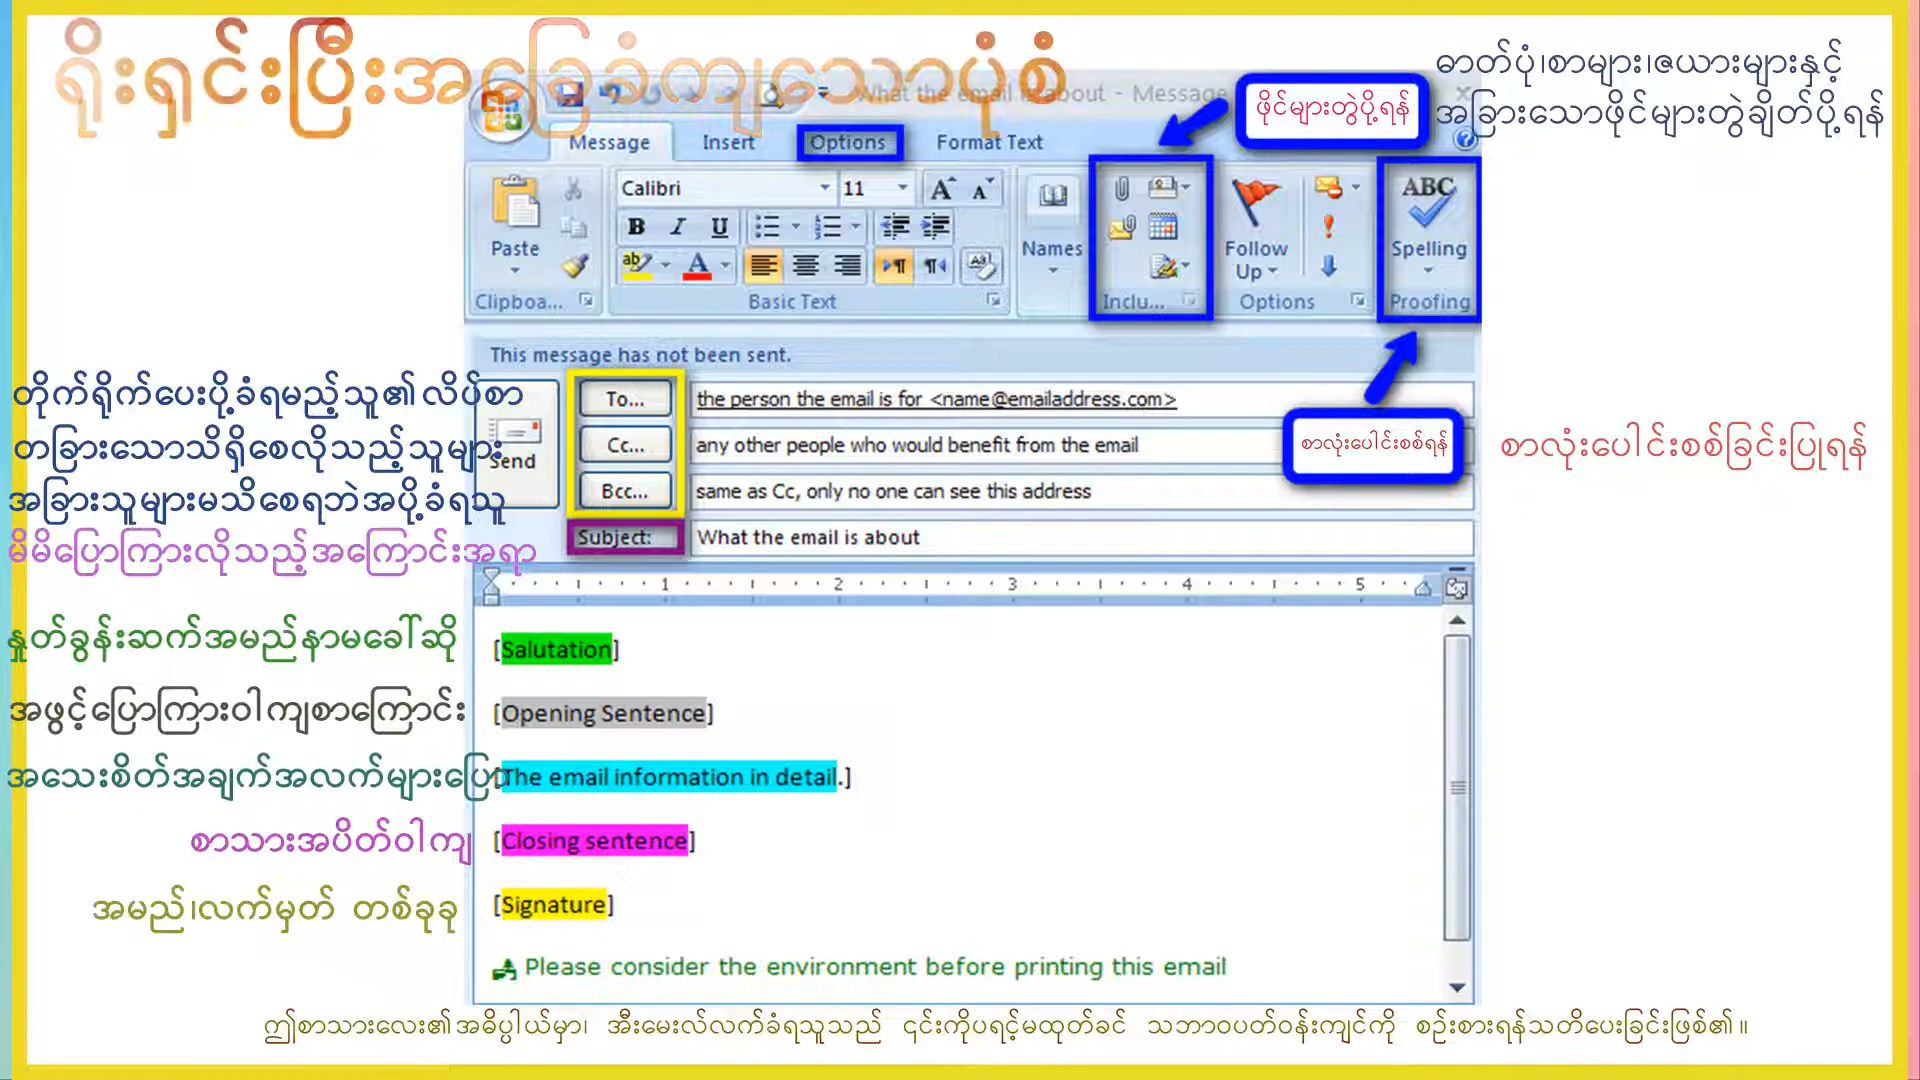 ရိုးရှင်းပြီးအခြေခံကျသောပုံစံ
ဓာတ်ပုံ၊စာများ၊ဇယားများနှင့်
အခြားသောဖိုင်များတွဲချိတ်ပို့ရန်
What the email is about - Message
ဖိုင်များတွဲပို့ရန်
Message Insert Options Format Text
Calibri 11
ABC
B I U
Paste Names Follow Up Spelling
Clipboa... Basic Text Inclu... Options Proofing
This message has not been sent.
တိုက်ရိုက်ပေးပို့ခံရမည့်သူ၏လိပ်စာ
To... the person the email is for <name@emailaddress.com>
တခြားသောသိရှိစေလိုသည့်သူများ
Send
Cc... any other people who would benefit from the email
စာလုံးပေါင်းစစ်ရန်
စာလုံးပေါင်းစစ်ခြင်းပြုရန်
အခြားသူများမသိစေရဘဲအပို့ခံရသူ
Bcc... same as Cc, only no one can see this address
မိမိပြောကြားလိုသည့်အကြောင်းအရာ
Subject: What the email is about
1 2 3 4 5
နှုတ်ခွန်းဆက်အမည်နာမခေါ်ဆို
[Salutation]
အဖွင့်ပြောကြားဝါကျစာကြောင်း
[Opening Sentence]
အသေးစိတ်အချက်အလက်များပြော
[The email information in detail.]
စာသားအပိတ်ဝါကျ
[Closing sentence]
အမည်၊လက်မှတ် တစ်ခုခု
[Signature]
Please consider the environment before printing this email
ဤစာသားလေး၏အဓိပ္ပါယ်မှာ၊ အီးမေးလ်လက်ခံရသူသည် ၎င်းကိုပရင့်မထုတ်ခင် သဘာဝပတ်ဝန်းကျင်ကို စဉ်းစားရန်သတိပေးခြင်းဖြစ်၏။